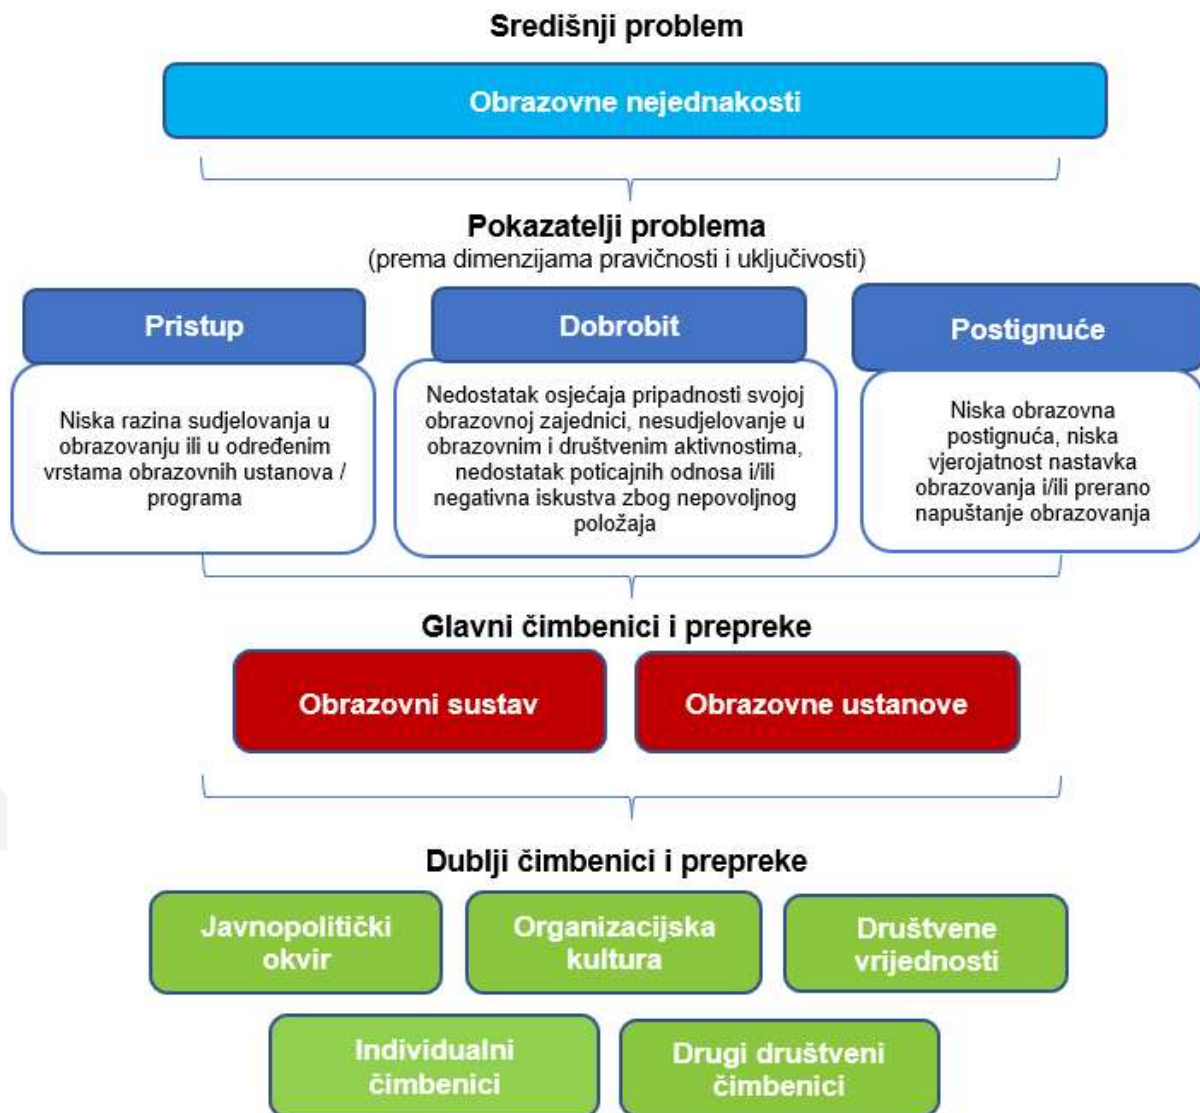 Središnji problem
Obrazovne nejednakosti
Pokazatelji problema
(prema dimenzijama pravičnosti i uključivosti)
Pristup
Niska razina sudjelovanja u
obrazovanju ili u određenim
vrstama obrazovnih ustanova /
programa
Dobrobit
Nedostatak osjećaja pripadnosti svojoj
obrazovnoj zajednici, nesudjelovanje u
obrazovnim i društvenim aktivnostima,
nedostatak poticajnih odnosa i/ili
negativna iskustva zbog nepovoljnog
položaja
Postignuće
Niska obrazovna
postignuća, niska
vjerojatnost nastavka
obrazovanja i/ili prerano
napuštanje obrazovanja
Glavni čimbenici i prepreke
Obrazovni sustav
Obrazovne ustanove
Dublji čimbenici i prepreke
Javnopolitički
okvir
Organizacijska
kultura
Društvene
vrijednosti
Individualni
čimbenici
Drugi društveni
čimbenici